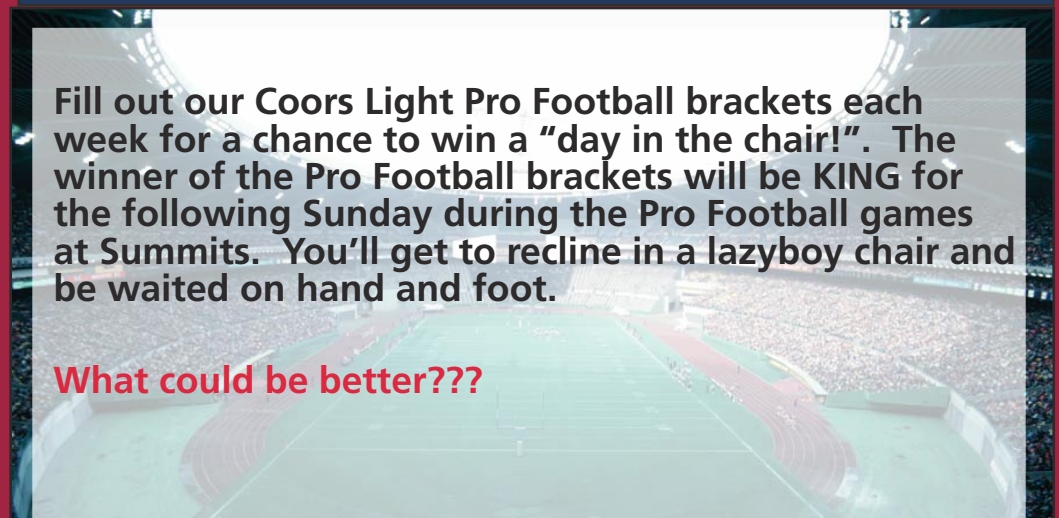 Fill out our Coors Light Pro Football brackets each
week for a chance to win a “day in the chair!”.  The
winner of the Pro Football brackets will be KING for
the following Sunday during the Pro Football games
at Summits.  You’ll get to recline in a lazyboy chair and
be waited on hand and foot.
What could be better???